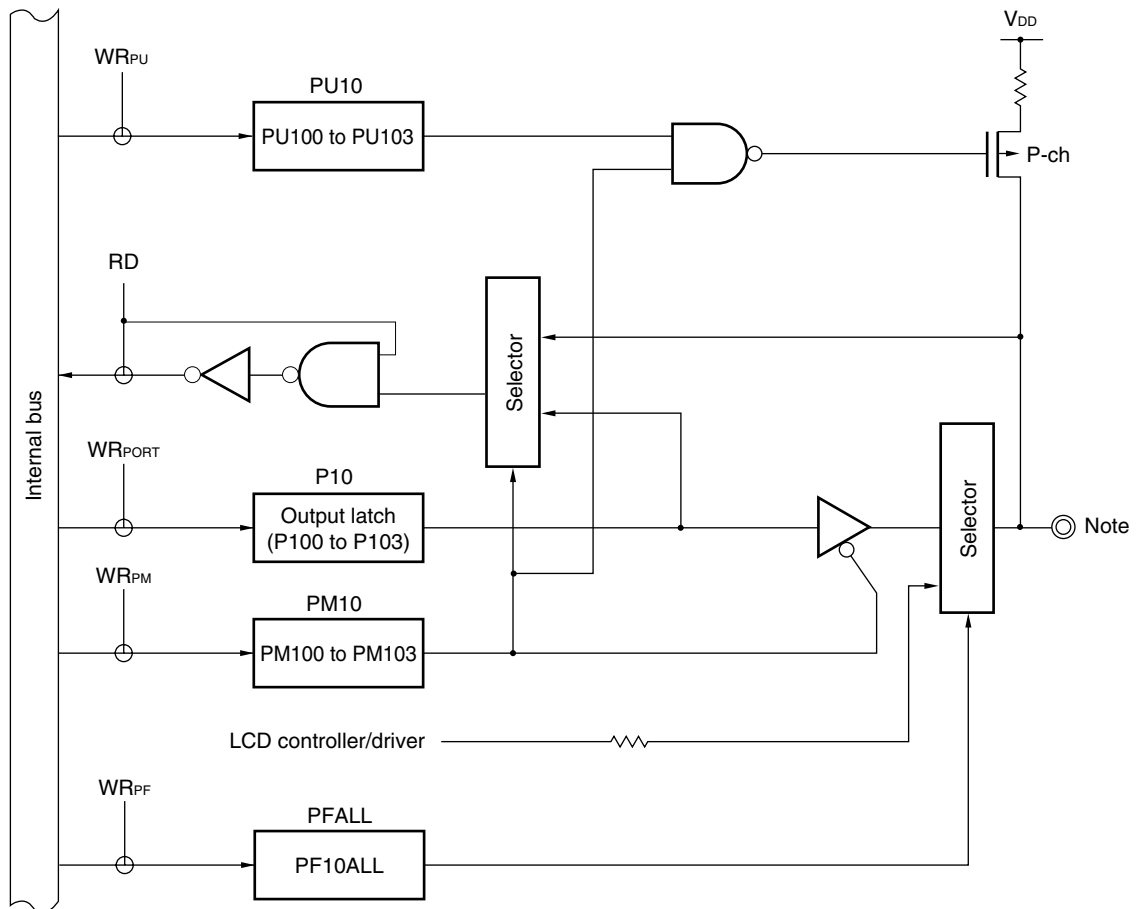 VDD
WRPU
PU10
PU100 to PU103
P-ch
RD
Selector
Internal bus
WRPORT
P10
Output latch
(P100 to P103)
Selector
Note
WRPM
PM10
PM100 to PM103
LCD controller/driver
WRPF
PFALL
PF10ALL